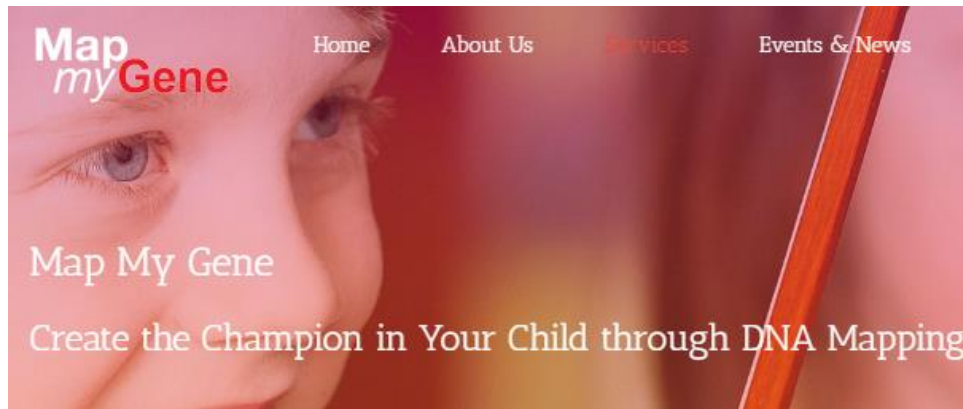 Map
myGene
Home About Us Services Events & News
Map My Gene
Create the Champion in Your Child through DNA Mapping